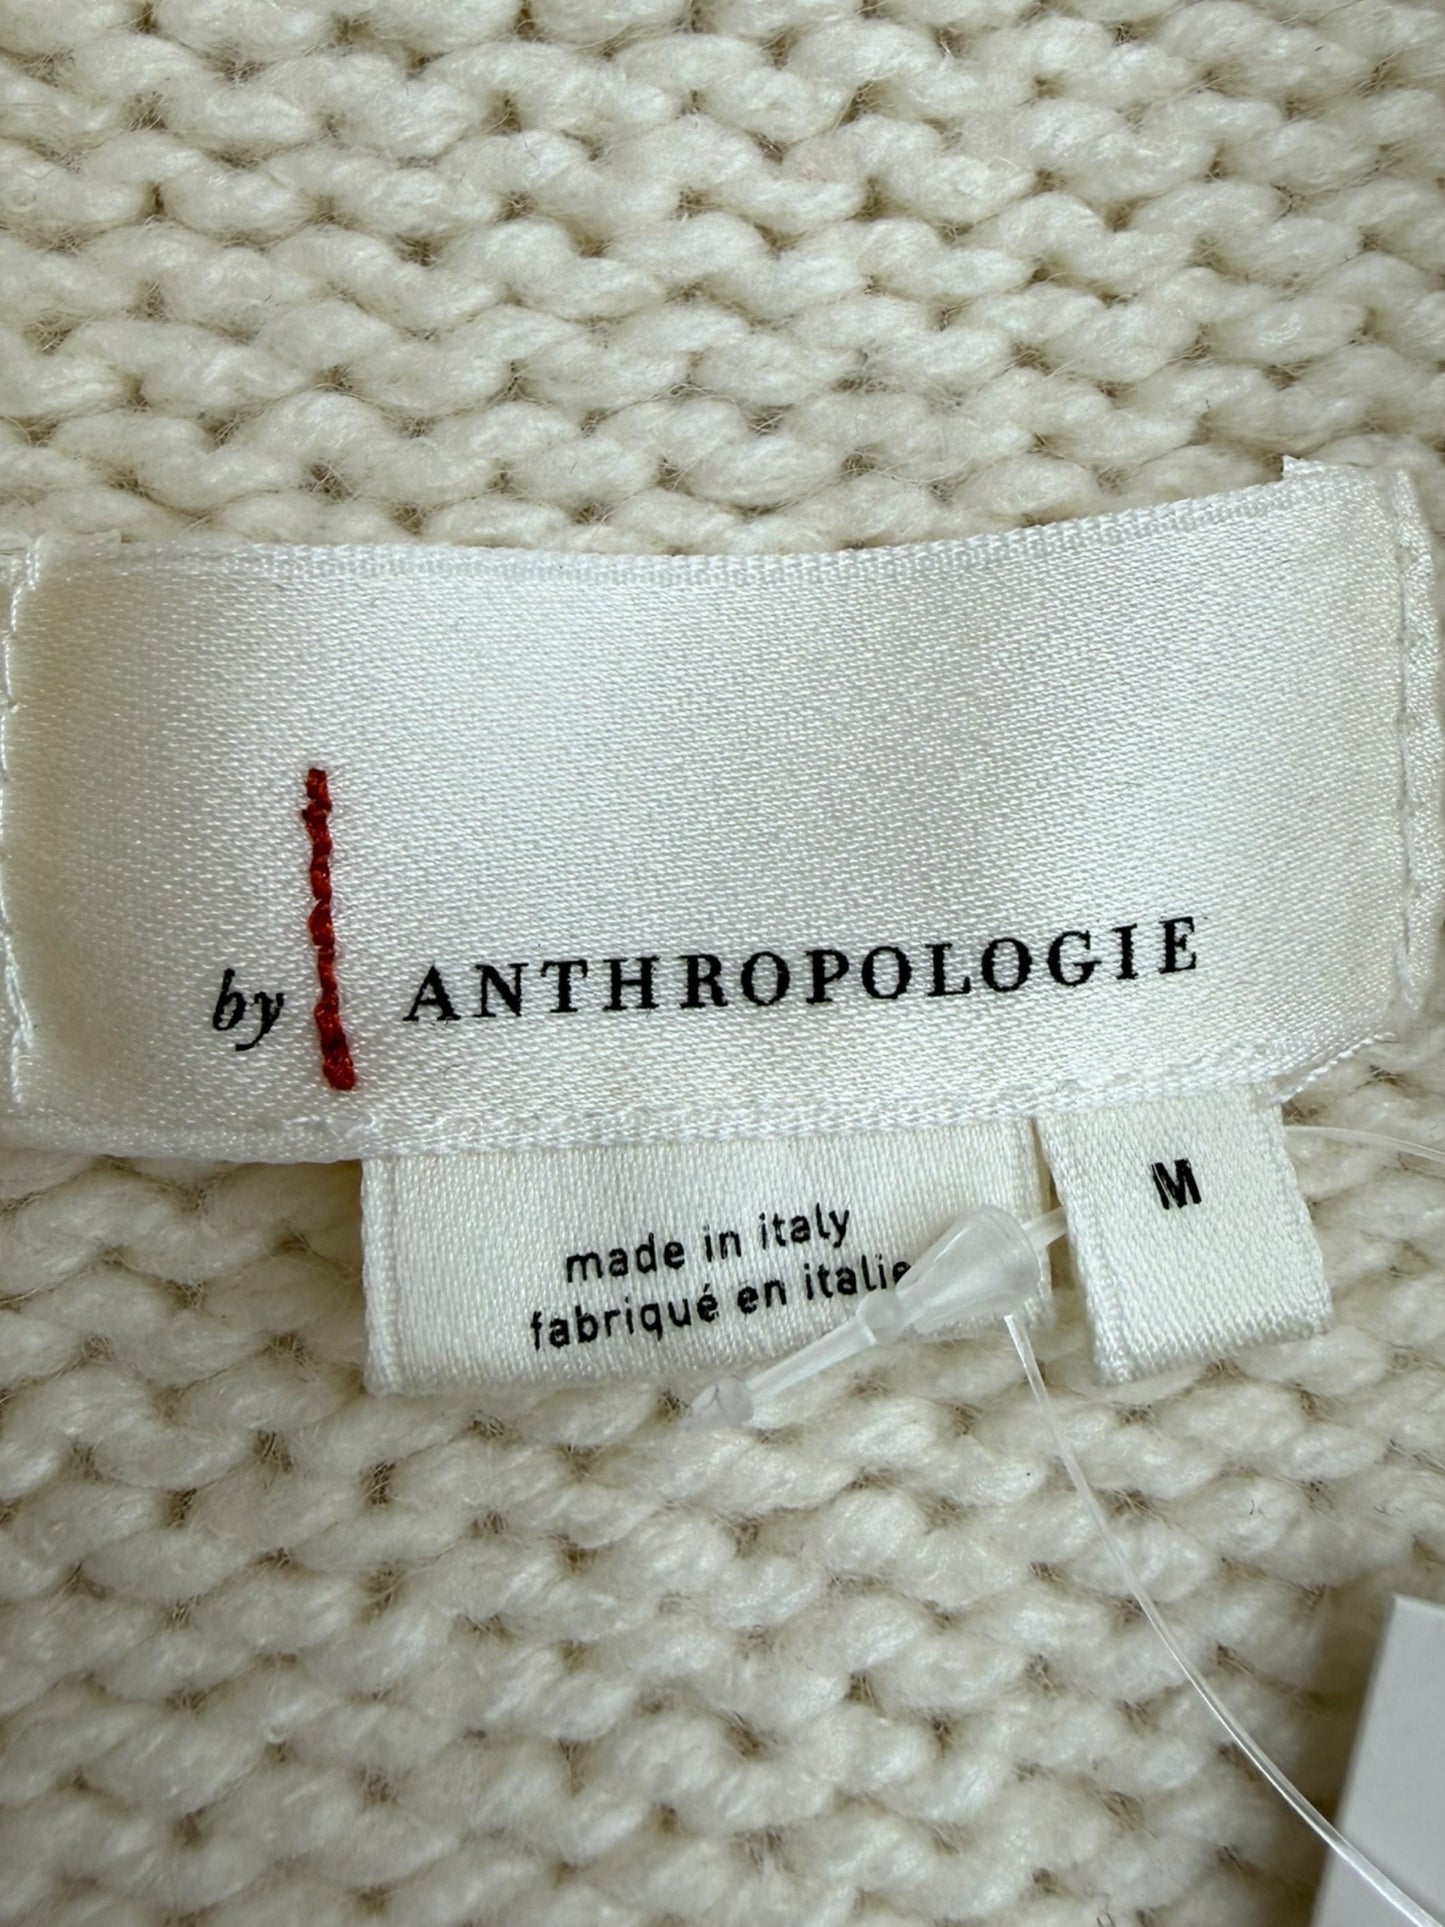 by ANTHROPOLOGIE
made in italy
fabriqué en italie
M